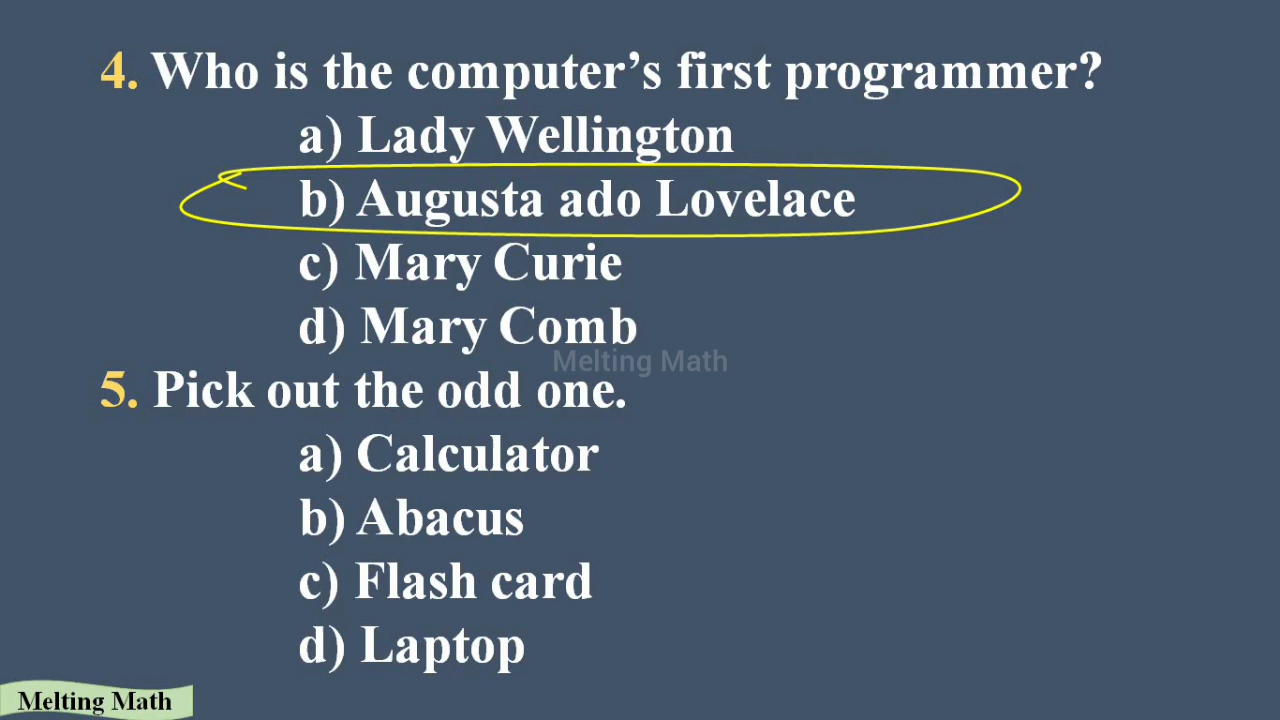 4. Who is the computer’s first programmer?
a) Lady Wellington
b) Augusta ado Lovelace
c) Mary Curie
d) Mary Comb
Melting Math
5. Pick out the odd one.
a) Calculator
b) Abacus
c) Flash card
d) Laptop
Melting Math